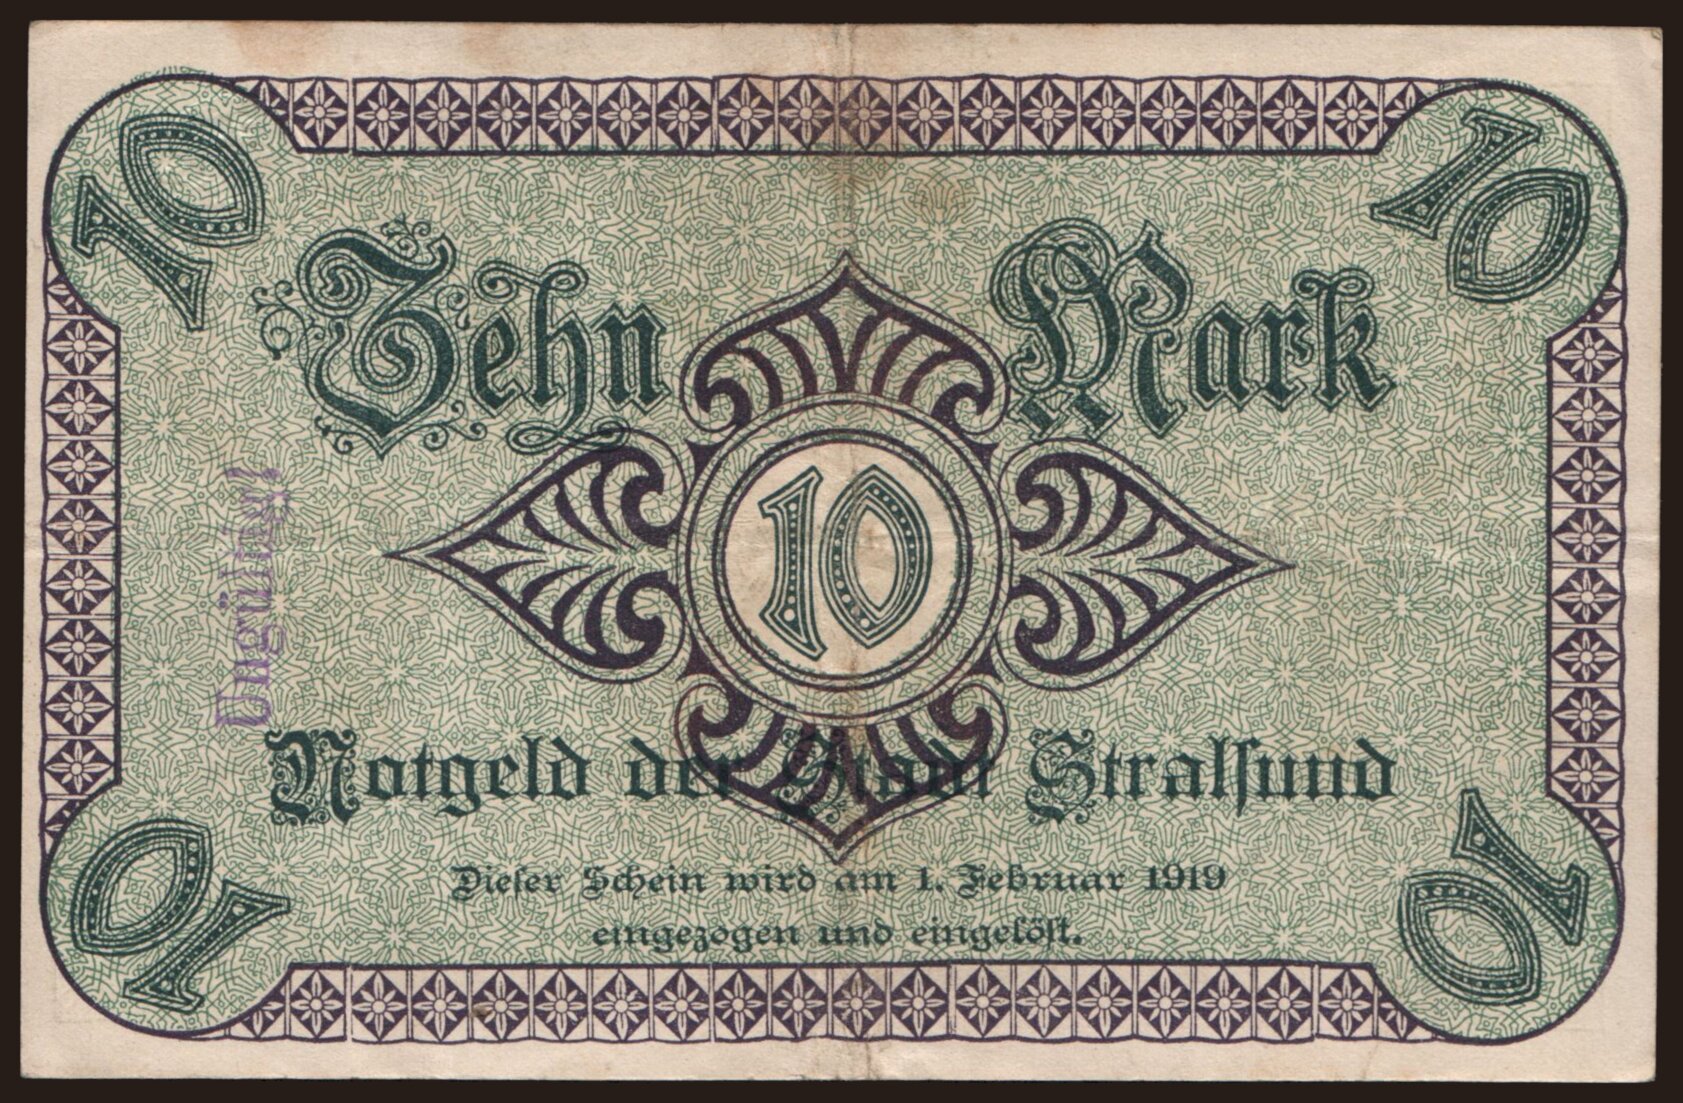 10
10
Zehn Mark
10
Ungültig!
Notgeld der Stadt Stralsund
Dieser Schein wird am 1. Februar 1919
eingezogen und eingelöst.
10
10